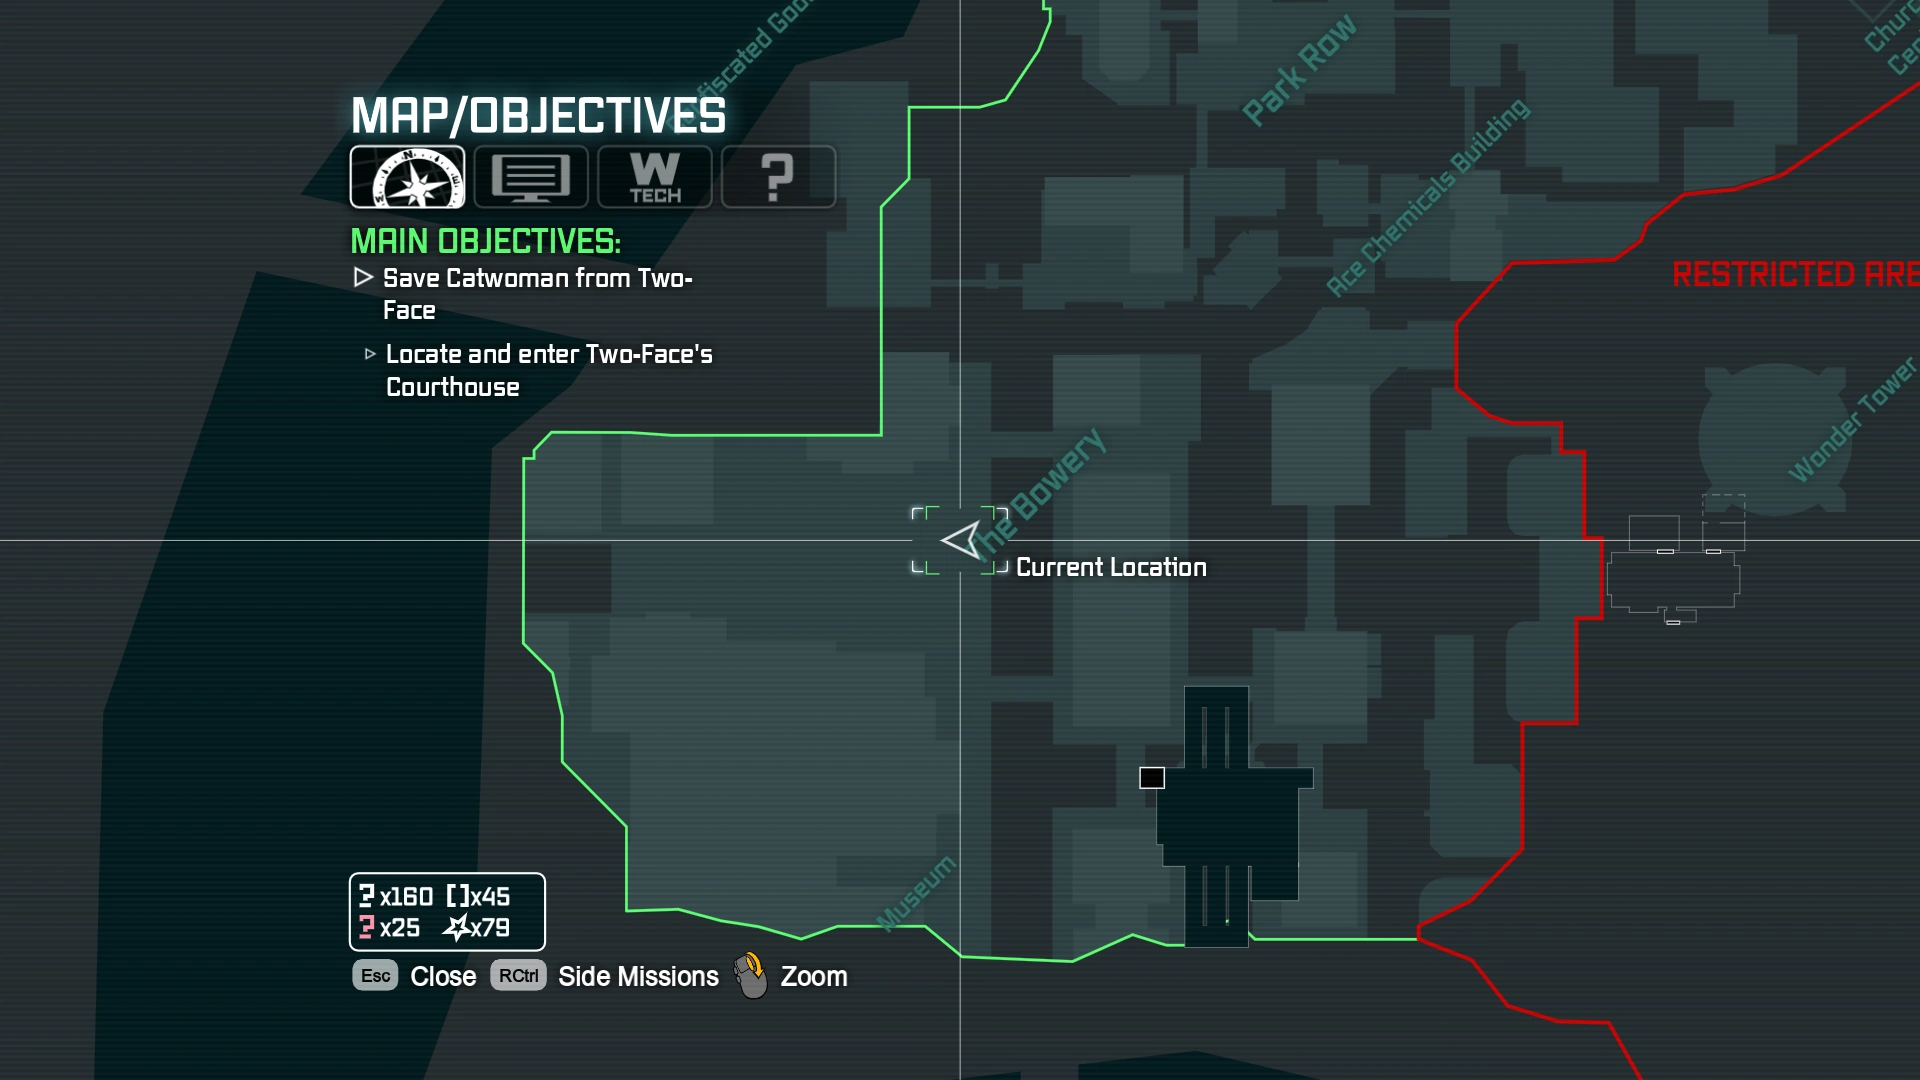 Park Row
MAP/OBJECTIVES
W
TECH
?
Ace Chemicals Building
MAIN OBJECTIVES:
Save Catwoman from Two-
Face
RESTRICTED ARE
Locate and enter Two-Face's
Courthouse
Wonder Tower
The Bowery
Current Location
Museum
? x160 []x45
? x25 x79
Esc Close RCtrl Side Missions Zoom